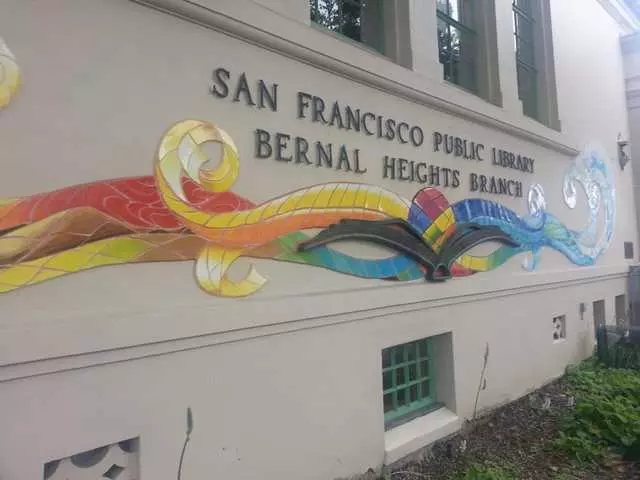 SAN FRANCISCO PUBLIC LIBRARY
BERNAL HEIGHTS BRANCH